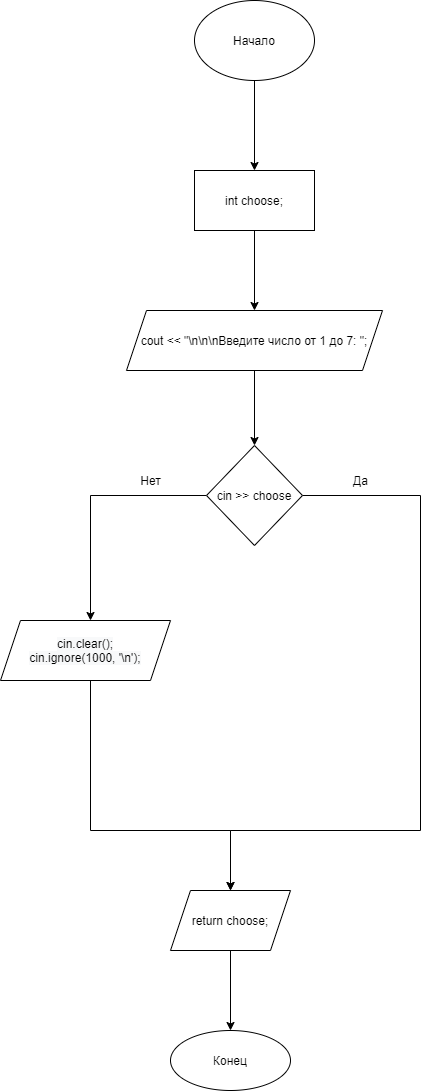 Начало
int choose;
cout << "\n\n\nВведите число от 1 до 7: ";
Нет
Да
cin >> choose
cin.clear();
cin.ignore(1000, '\n');
return choose;
Конец